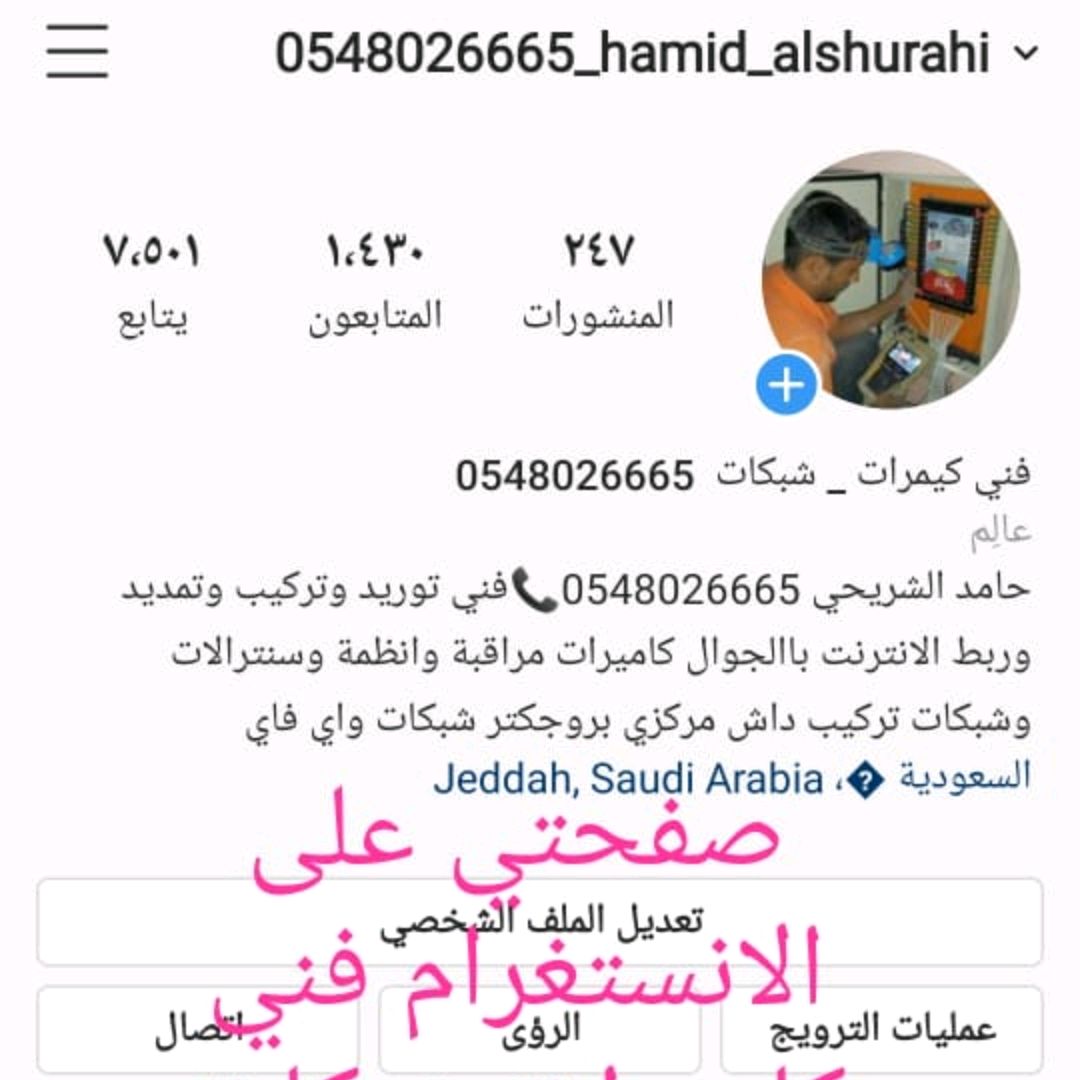 0548026665_hamid_alshurahi
٢٤٧ ١،٤٣٠ ٧،٥٠١
المنشورات المتابعون يتابع
فني كيمرات _ شبكات 0548026665
عالِم
حامد الشريحي 0548026665📞فني توريد وتركيب وتمديد
وربط الانترنت باالجوال كاميرات مراقبة وانظمة وسنترالات
وشبكات تركيب داش مركزي بروجكتر شبكات واي فاي
السعودية �، Jeddah, Saudi Arabia
صفحتي على
تعديل الملف الشخصي
الانستغرام فني
عمليات الترويج الرؤى اتصال